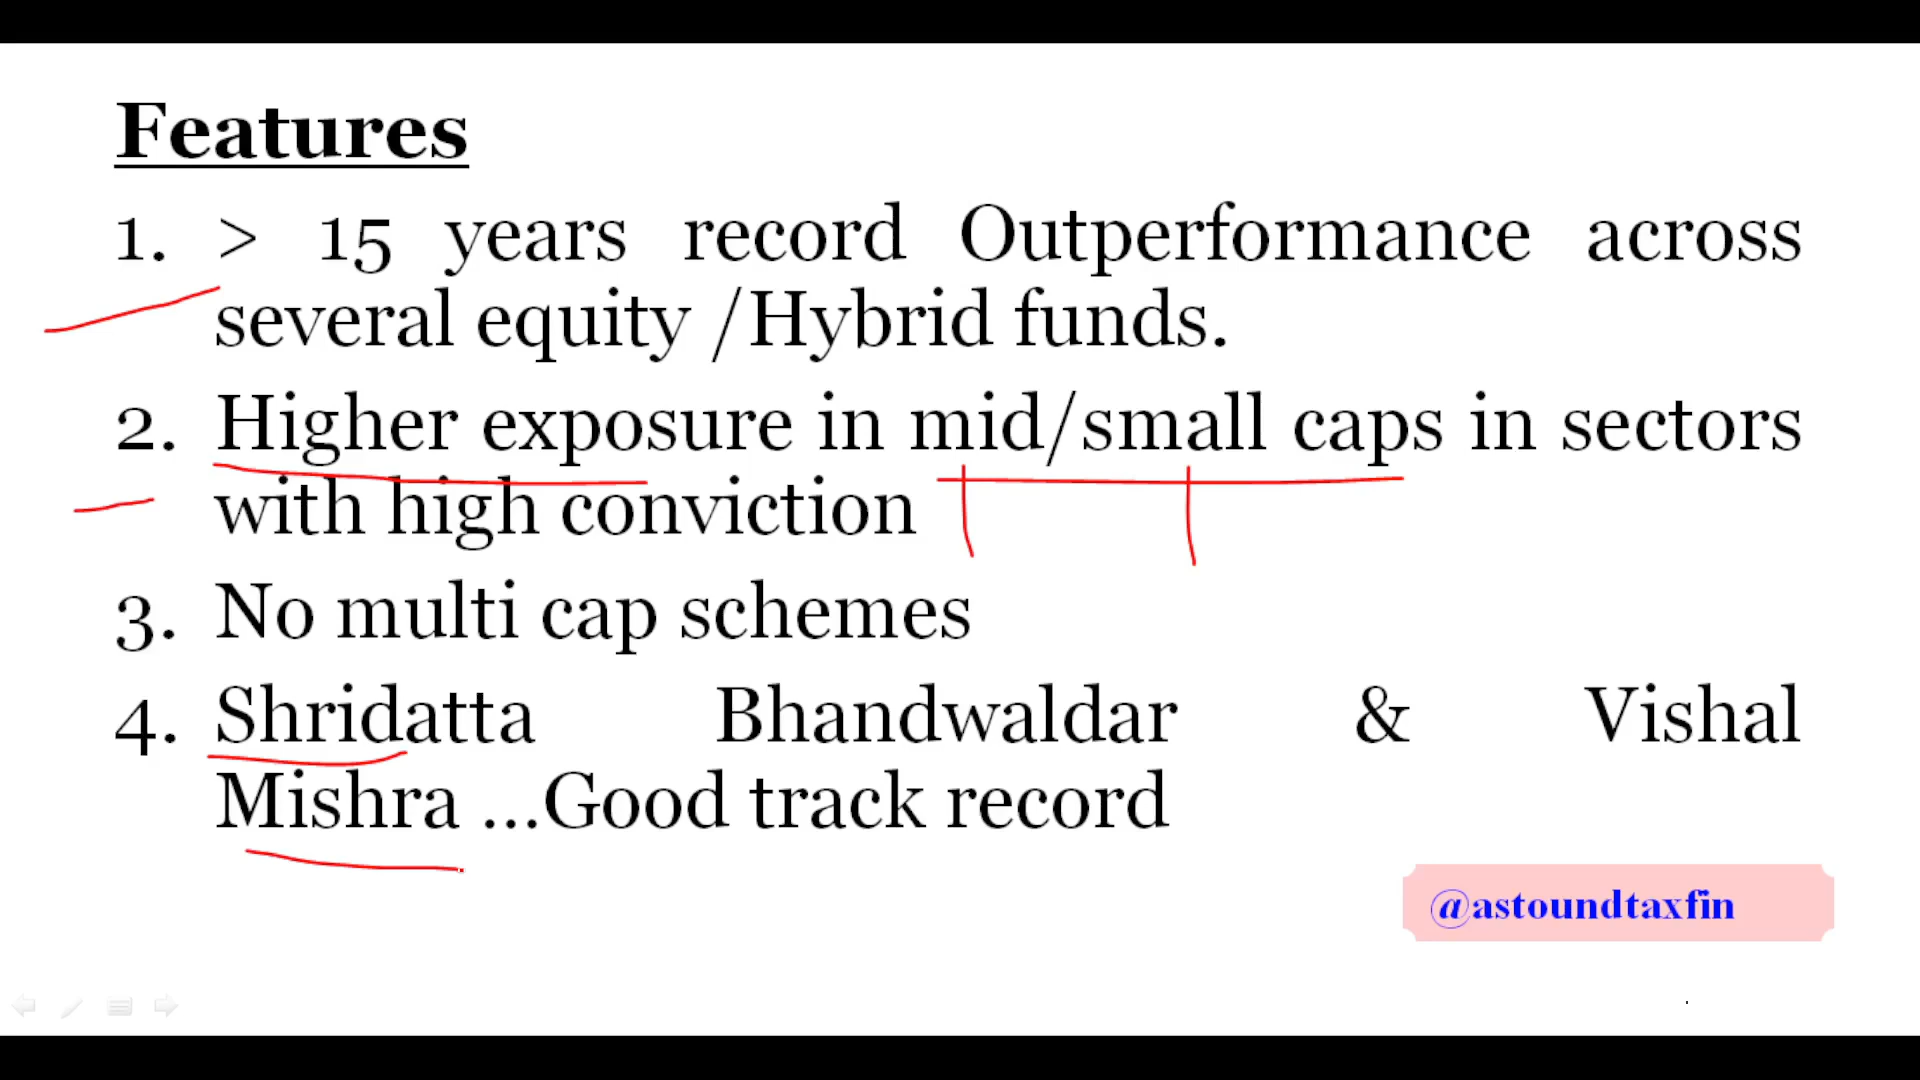 Features
1. > 15 years record Outperformance across
several equity /Hybrid funds.
2. Higher exposure in mid/small caps in sectors
with high conviction
3. No multi cap schemes
4. Shridatta Bhandwaldar & Vishal
Mishra ...Good track record
@astoundtaxfin